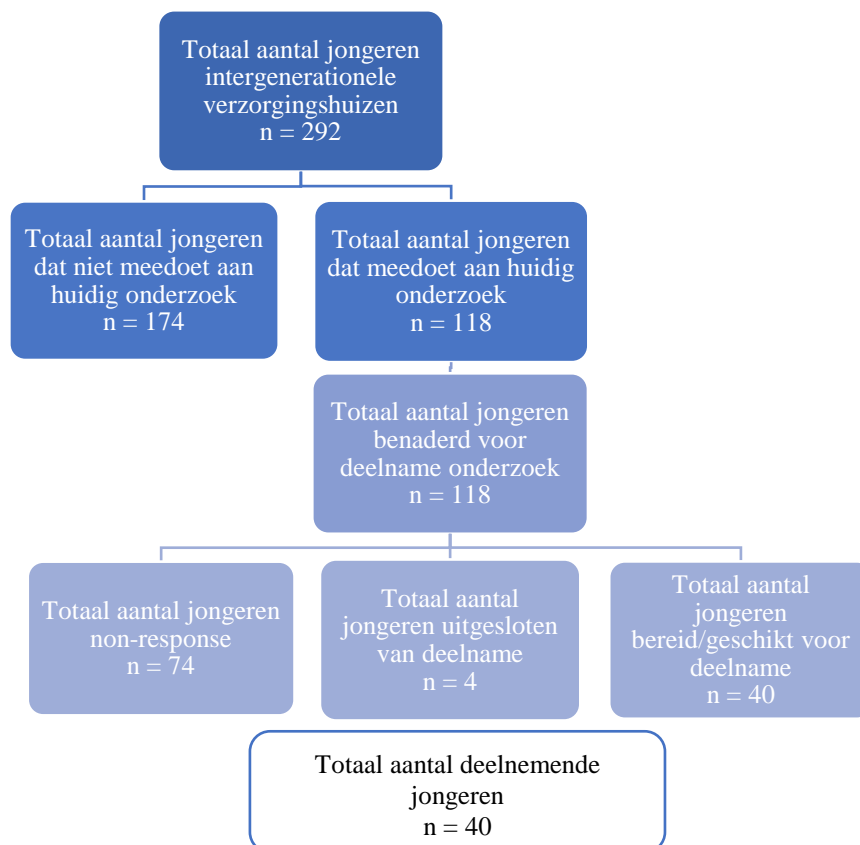 Totaal aantal jongeren
intergenerationele
verzorgingshuizen
n = 292
Totaal aantal jongeren
dat niet meedoet aan
huidig onderzoek
n = 174
Totaal aantal jongeren
dat meedoet aan huidig
onderzoek
n = 118
Totaal aantal jongeren
benaderd voor
deelname onderzoek
n = 118
Totaal aantal jongeren
non-response
n = 74
Totaal aantal
jongeren uitgesloten
van deelname
n = 4
Totaal aantal
jongeren
bereid/geschikt voor
deelname
n = 40
Totaal aantal deelnemende
jongeren
n = 40